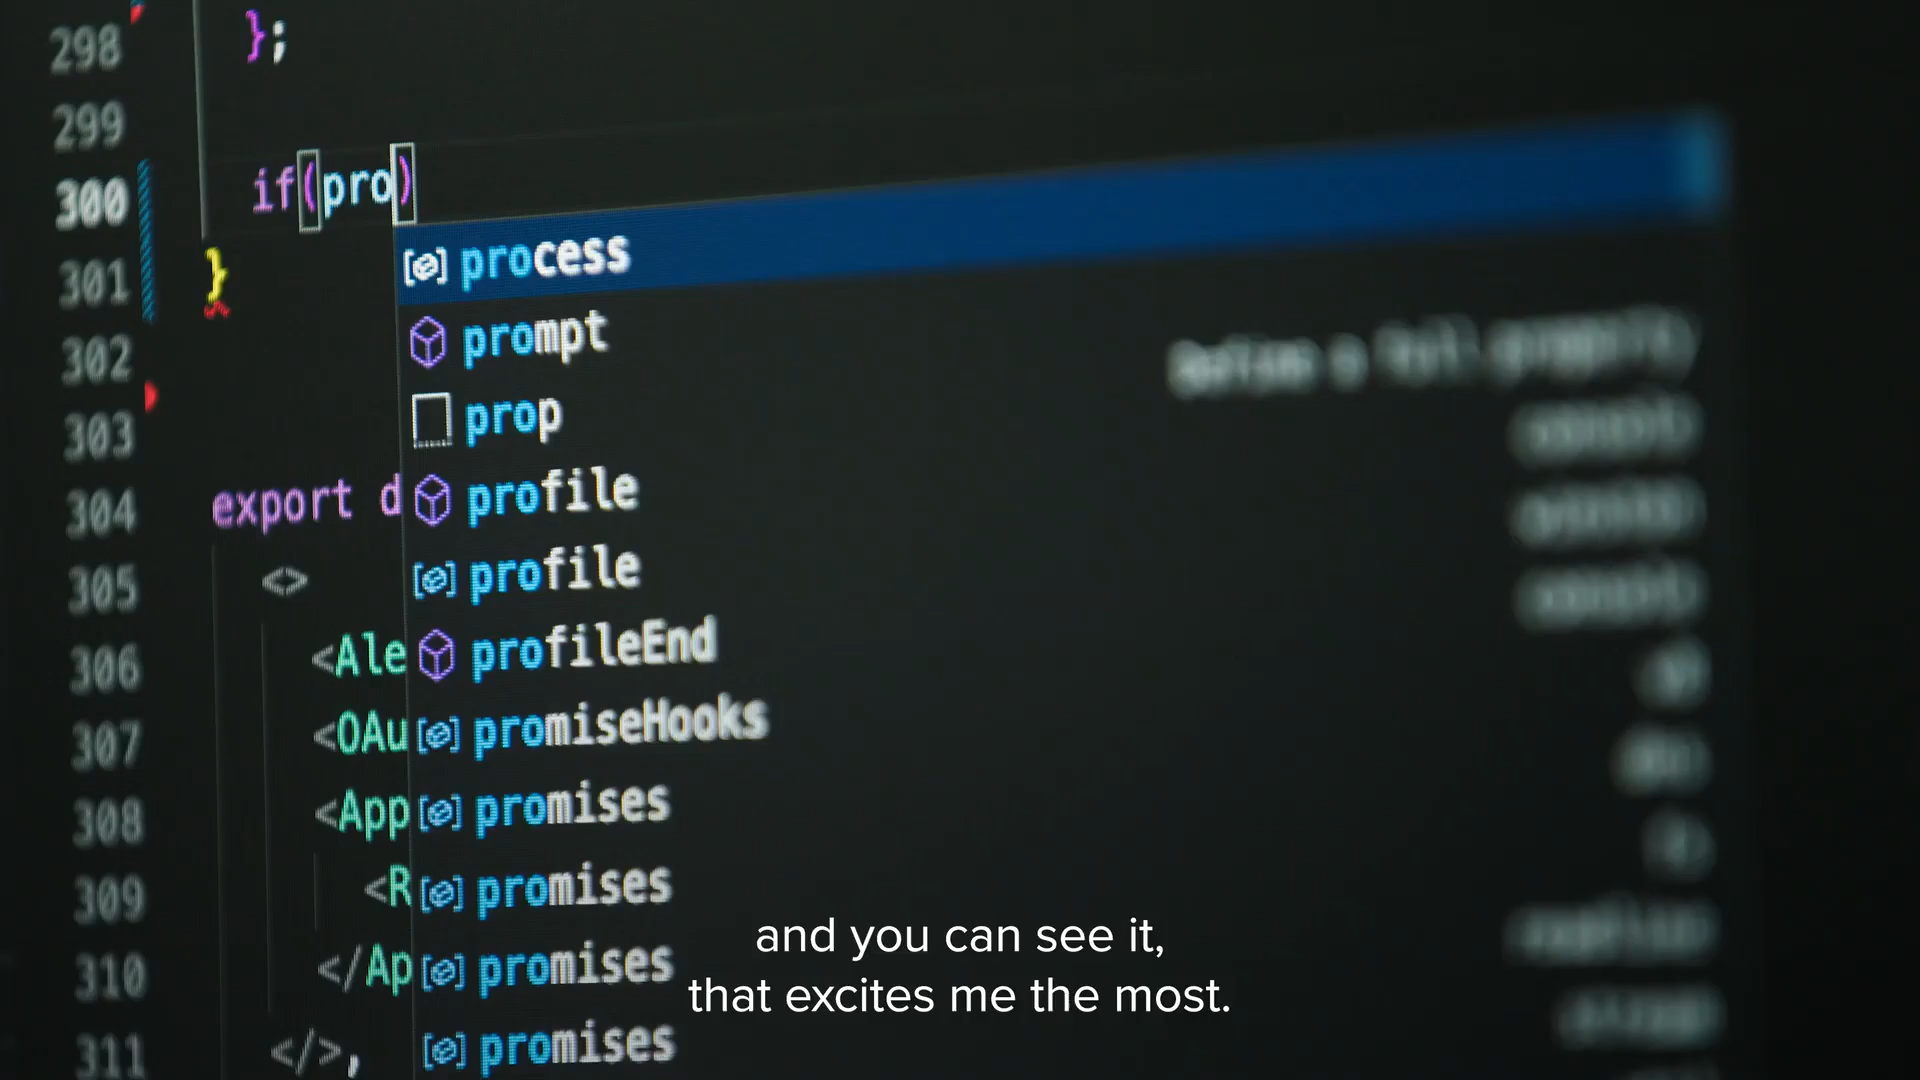 298 };
299
300 if(pro)
process
301 }
prompt
302
prop
303
304 export d
profile
305 <>
profile
306 <Ale
profileEnd
307 <OAu
promiseHooks
308 <App
promises
309 <R
promises
310 </Ap
promises
311 </>,
promises
and you can see it,
that excites me the most.